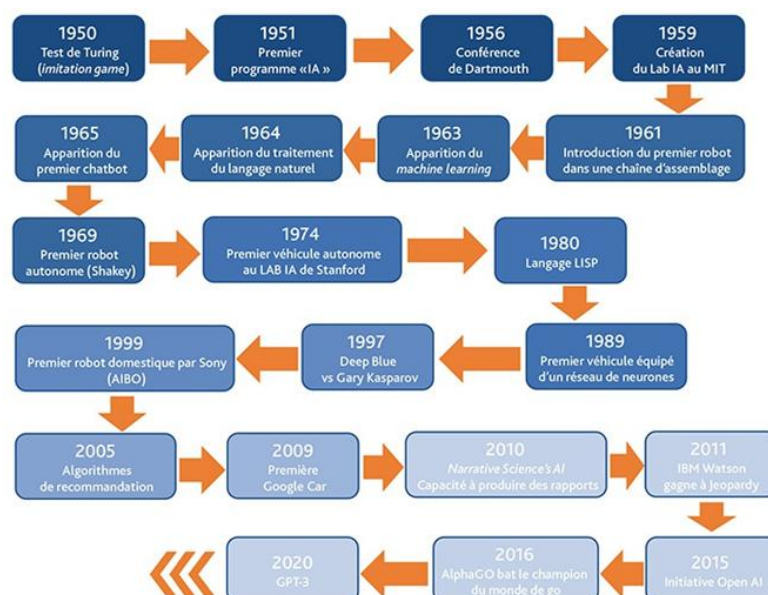 1950
Test de Turing
(imitation game)
1951
Premier
programme «IA »
1956
Conférence
de Dartmouth
1959
Création
du Lab IA au MIT
1961
Introduction du premier robot
dans une chaîne d'assemblage
1963
Apparition du
machine learning
1964
Apparition du traitement
du langage naturel
1965
Apparition du
premier chatbot
1969
Premier robot
autonome (Shakey)
1974
Premier véhicule autonome
au LAB IA de Stanford
1980
Langage LISP
1989
Premier véhicule équipé
d'un réseau de neurones
1997
Deep Blue
vs Gary Kasparov
1999
Premier robot domestique par Sony
(AIBO)
2005
Algorithmes
de recommandation
2009
Première
Google Car
2010
Narrative Science's AI
Capacité à produire des rapports
2011
IBM Watson
gagne à Jeopardy
2015
Initiative Open AI
2016
AlphaGO bat le champion
du monde de go
2020
GPT-3